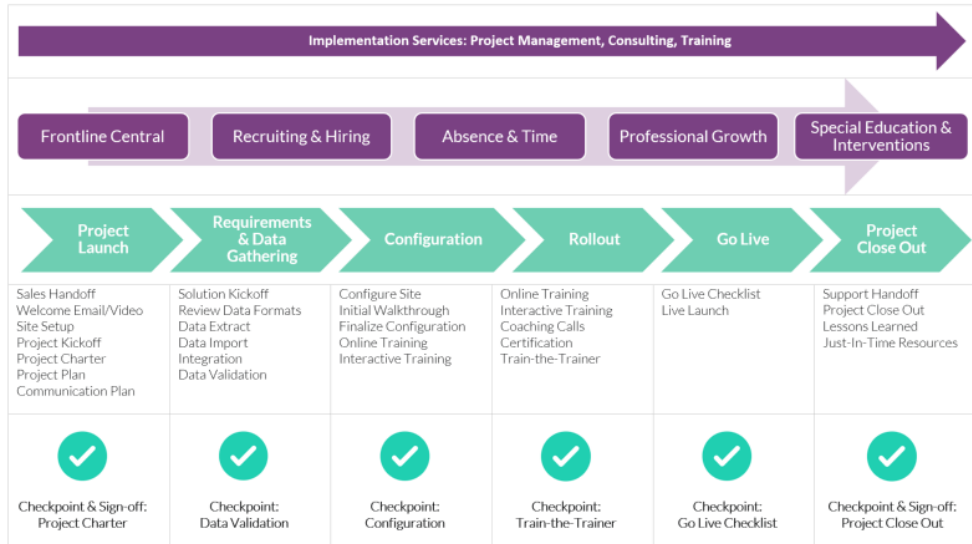 Implementation Services: Project Management, Consulting, Training
Frontline Central
Recruiting & Hiring
Absence & Time
Professional Growth
Special Education &
Interventions
Project
Launch
Requirements
& Data
Gathering
Configuration
Rollout
Go Live
Project
Close Out
Sales Handoff
Welcome Email/Video
Site Setup
Project Kickoff
Project Charter
Project Plan
Communication Plan
Solution Kickoff
Review Data Formats
Data Extract
Data Import
Integration
Data Validation
Configure Site
Initial Walkthrough
Finalize Configuration
Online Training
Interactive Training
Online Training
Interactive Training
Coaching Calls
Certification
Train-the-Trainer
Go Live Checklist
Live Launch
Support Handoff
Project Close Out
Lessons Learned
Just-In-Time Resources
Checkpoint & Sign-off:
Project Charter
Checkpoint:
Data Validation
Checkpoint:
Configuration
Checkpoint:
Train-the-Trainer
Checkpoint:
Go Live Checklist
Checkpoint & Sign-off:
Project Close Out